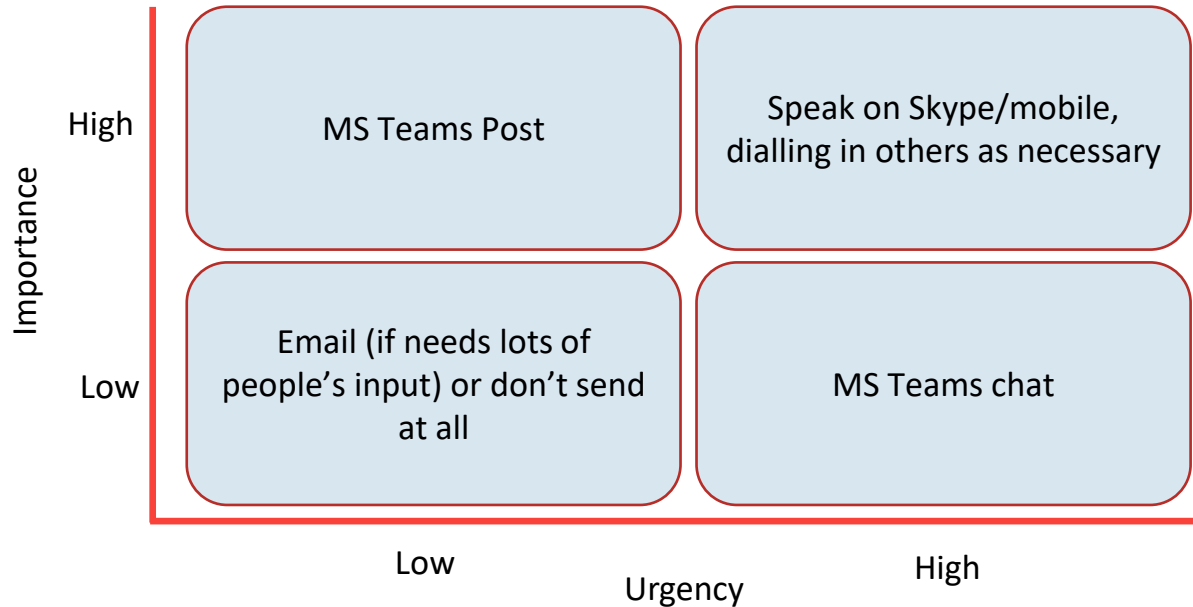 Importance
High
MS Teams Post
Speak on Skype/mobile,
dialling in others as necessary
Low
Email (if needs lots of
people’s input) or don’t send
at all
MS Teams chat
Low
High
Urgency